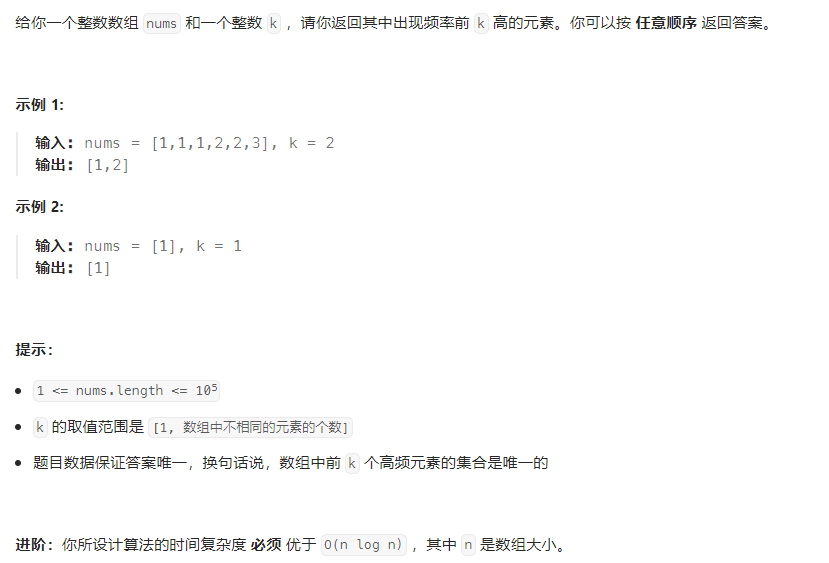 给你一个整数数组 nums 和一个整数 k ，请你返回其中出现频率前 k 高的元素。你可以按 任意顺序 返回答案。
示例 1:
输入: nums = [1,1,1,2,2,3], k = 2
输出: [1,2]
示例 2:
输入: nums = [1], k = 1
输出: [1]
提示：
• 1 <= nums.length <= 10⁵
• k 的取值范围是 [1, 数组中不相同的元素的个数]
• 题目数据保证答案唯一，换句话说，数组中前 k 个高频元素的集合是唯一的
进阶：你所设计算法的时间复杂度 必须 优于 O(n log n) ，其中 n 是数组大小。